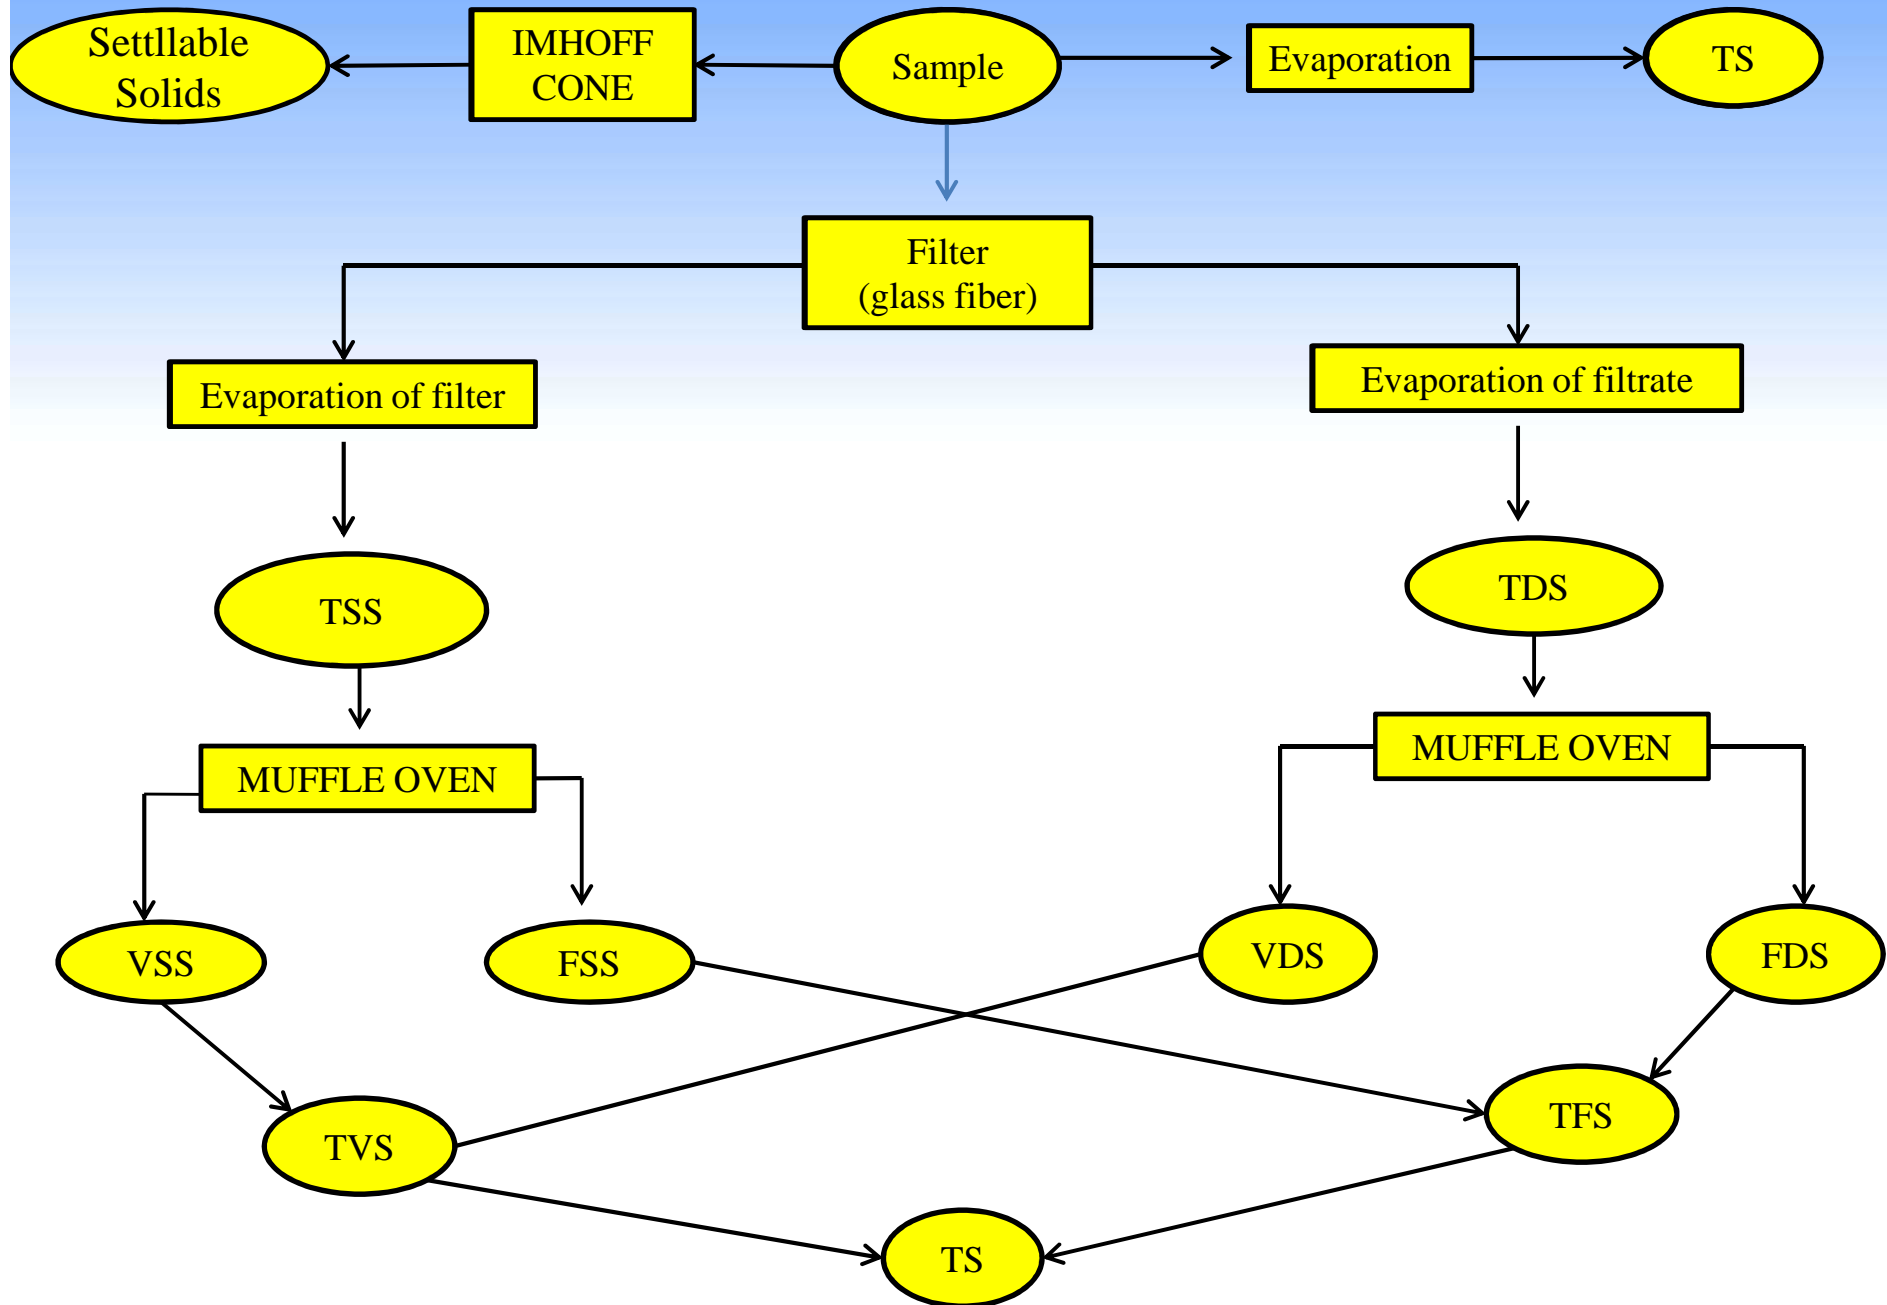 Settllable
Solids
IMHOFF
CONE
Sample
Evaporation
TS
Filter
(glass fiber)
Evaporation of filter
Evaporation of filtrate
TSS
TDS
MUFFLE OVEN
MUFFLE OVEN
VSS
FSS
VDS
FDS
TVS
TFS
TS